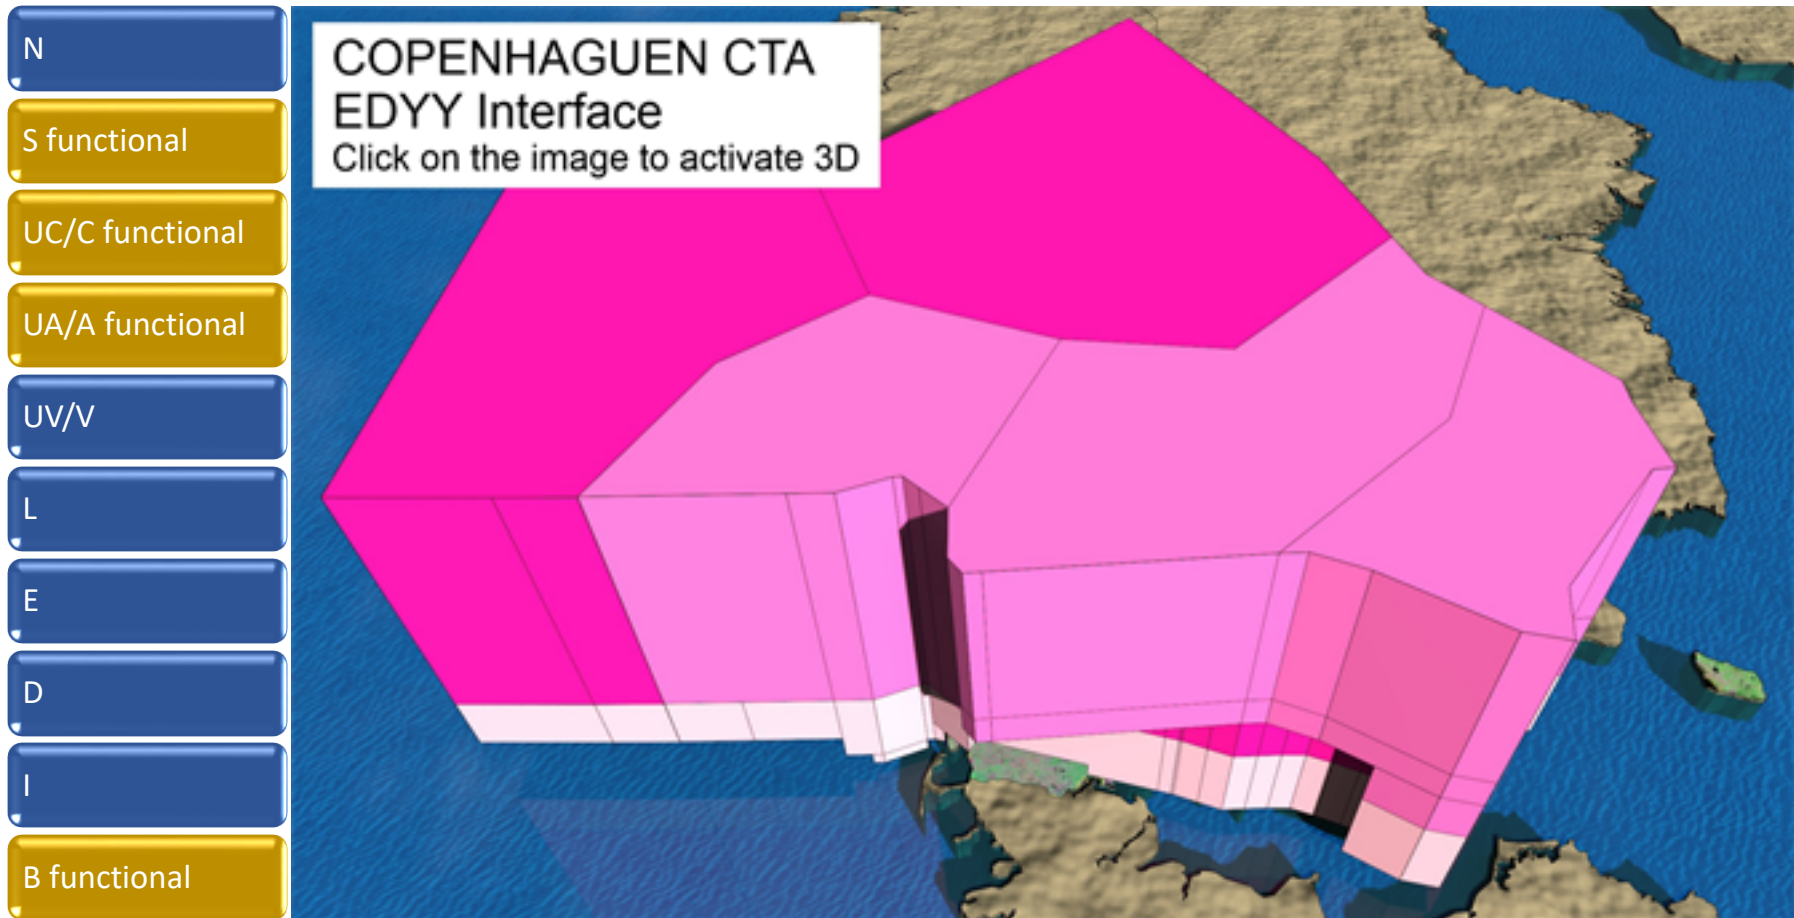 N
S functional
UC/C functional
UA/A functional
UV/V
L
E
D
I
B functional
COPENHAGUEN CTA
EDYY Interface
Click on the image to activate 3D